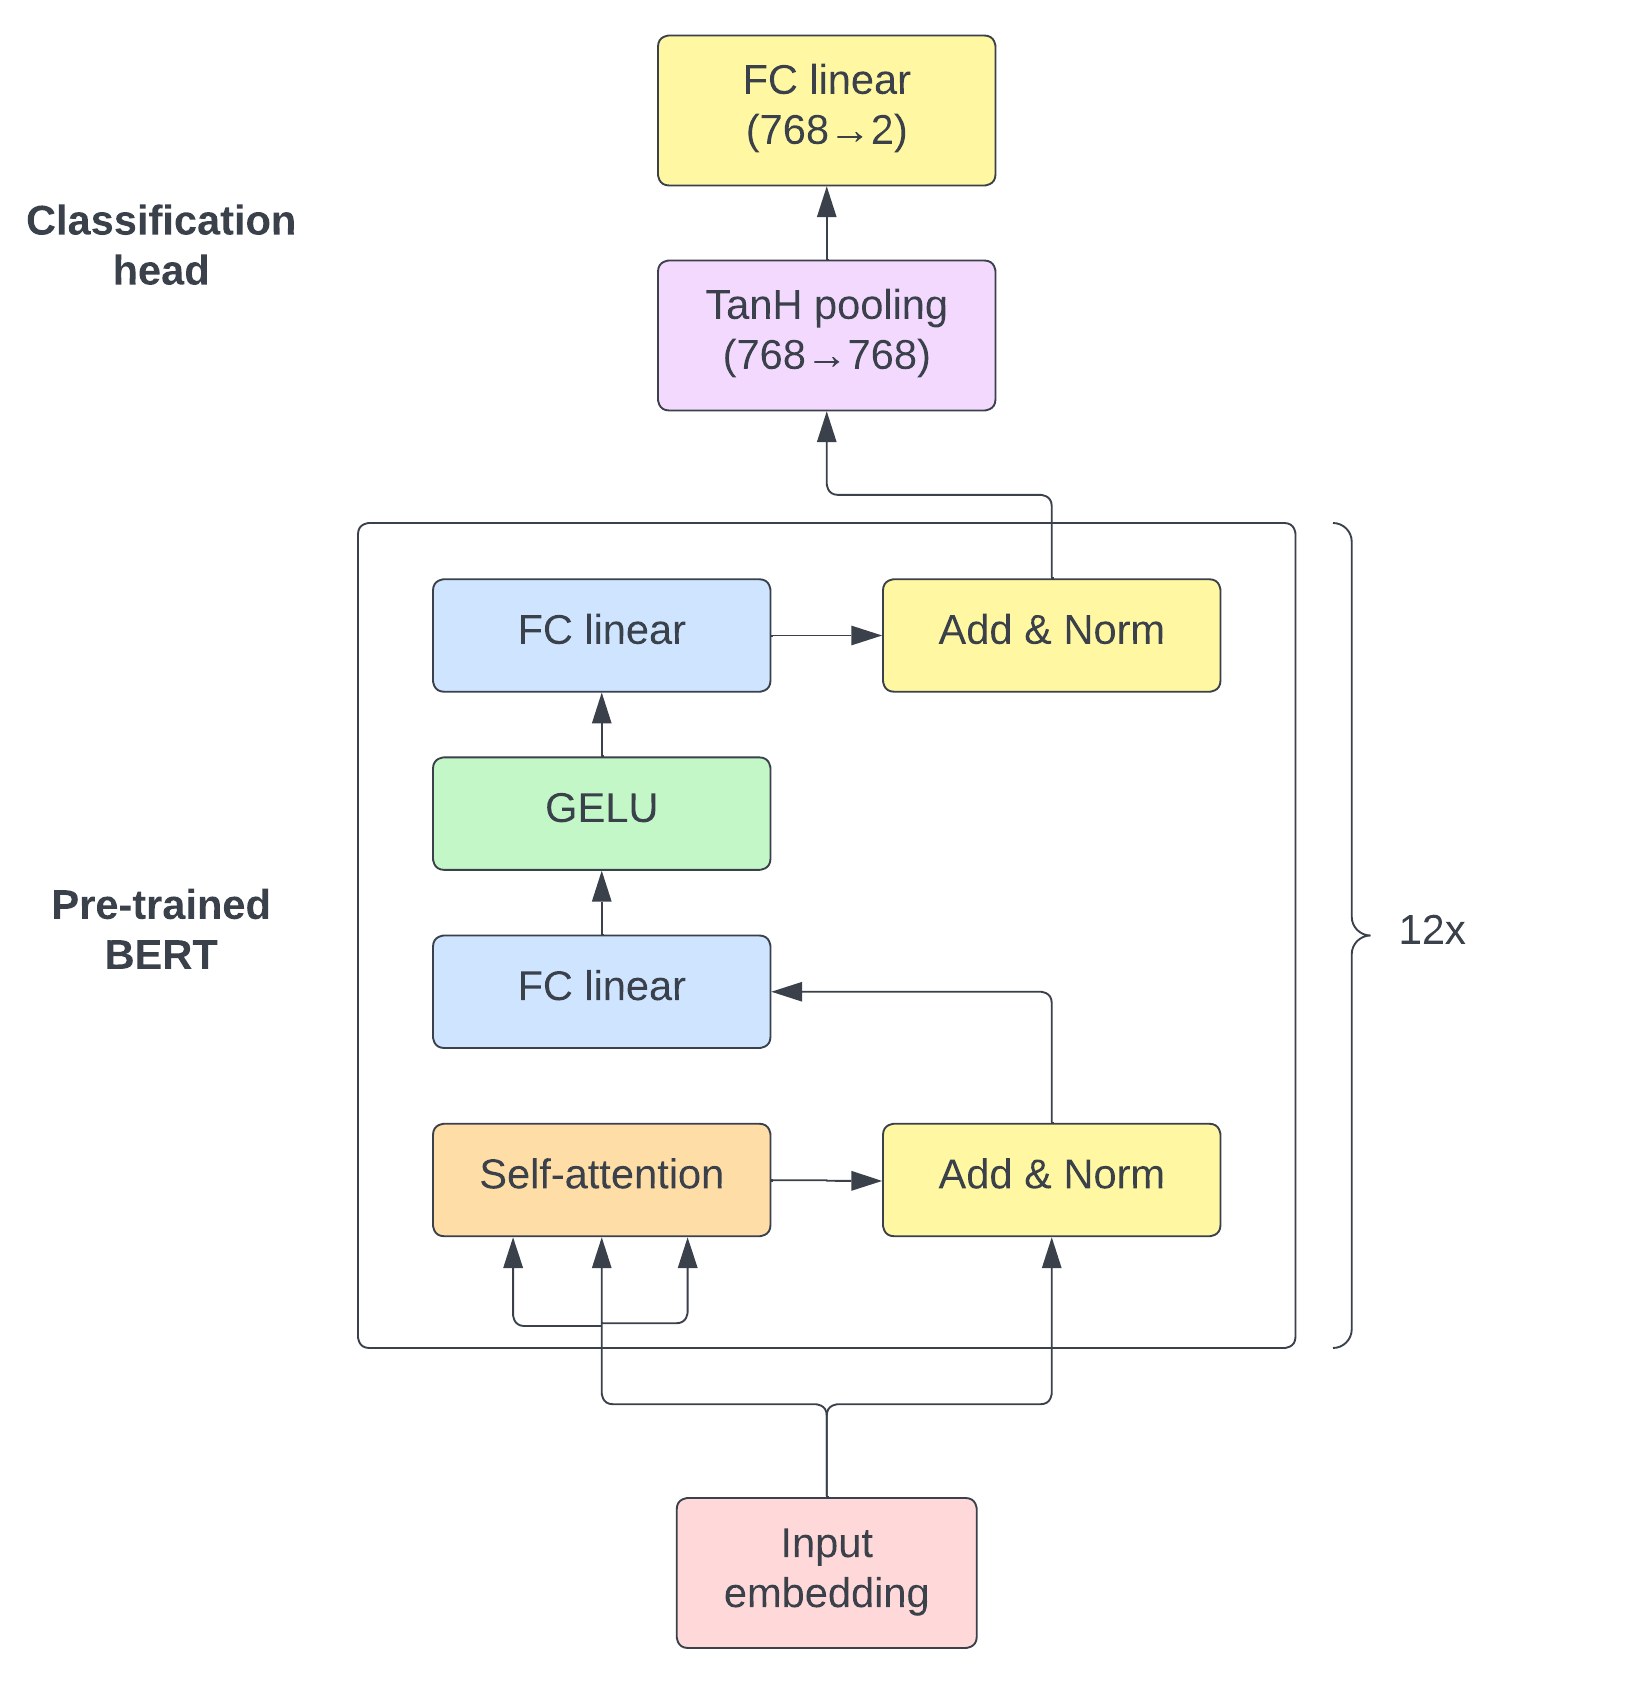 FC linear
(768→2)
Classification
head
TanH pooling
(768→768)
FC linear
Add & Norm
GELU
Pre-trained
BERT
12x
FC linear
Self-attention
Add & Norm
Input
embedding